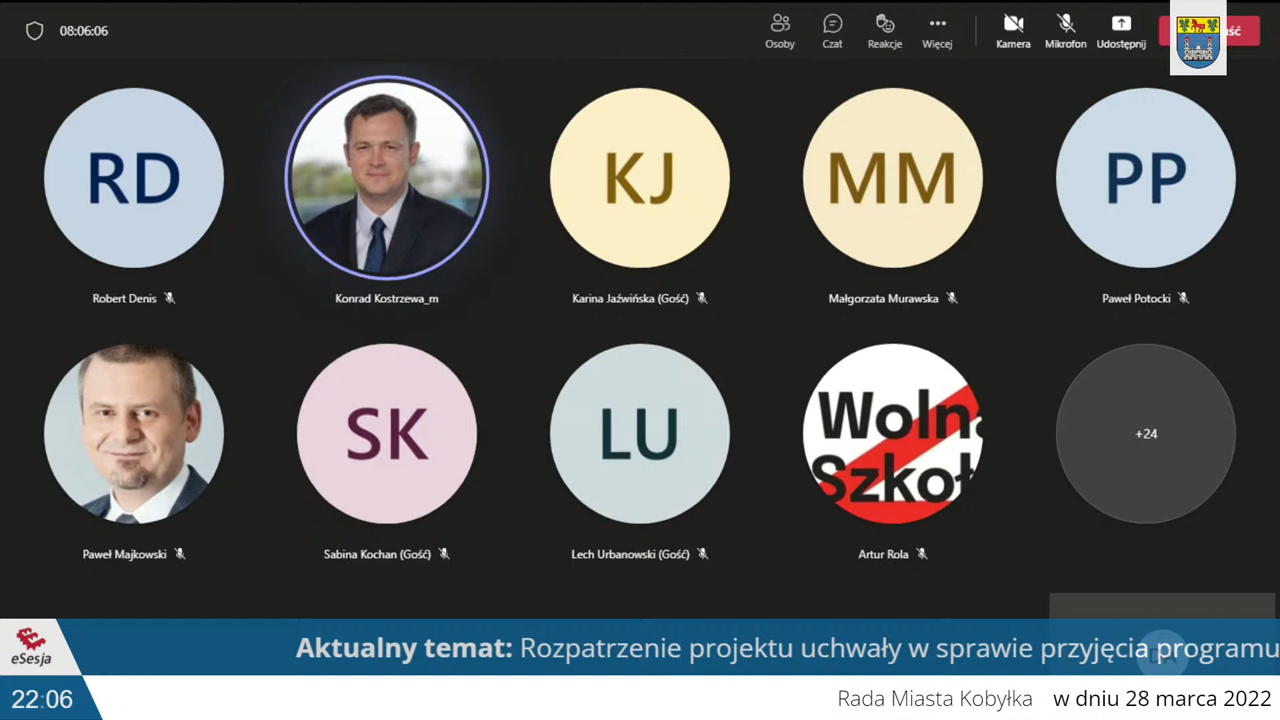 08:06:06
Osoby
Czat
Reakcje
Więcej
Kamera
Mikrofon
Udostępnij
RD
KJ
MM
PP
Robert Denis
Konrad Kostrzewa_m
Karina Jaźwińska (Gość)
Małgorzata Murawska
Paweł Potocki
SK
LU
Woln
Szkoł
+24
Paweł Majkowski
Sabina Kochan (Gość)
Lech Urbanowski (Gość)
Artur Rola
eSesja
Aktualny temat: Rozpatrzenie projektu uchwały w sprawie przyjęcia programu
22:06
Rada Miasta Kobyłka w dniu 28 marca 2022